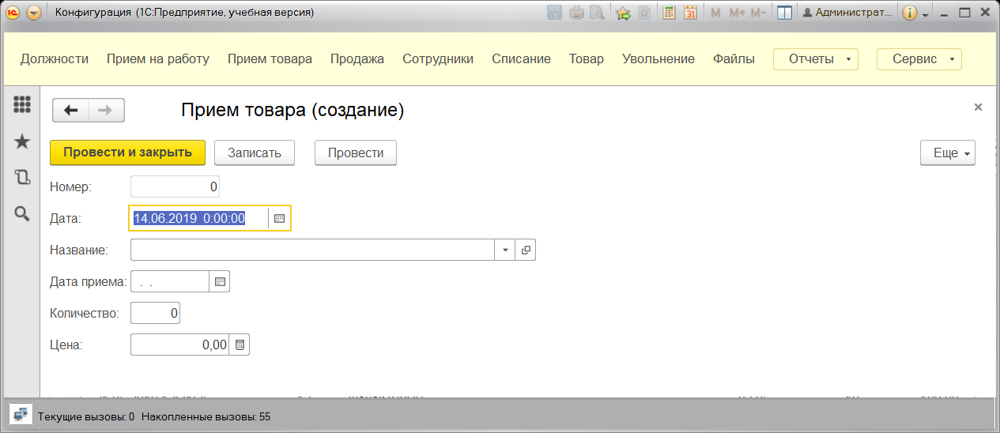 Конфигурация (1С:Предприятие, учебная версия) M M+ M- Администрат...
Должности Прием на работу Прием товара Продажа Сотрудники Списание Товар Увольнение Файлы Отчеты Сервис
Прием товара (создание)
Провести и закрыть Записать Провести Еще
Номер: 0
Дата: 14.06.2019 0:00:00
Название:
Дата приема: . .
Количество: 0
Цена: 0,00
Текущие вызовы: 0 Накопленные вызовы: 55